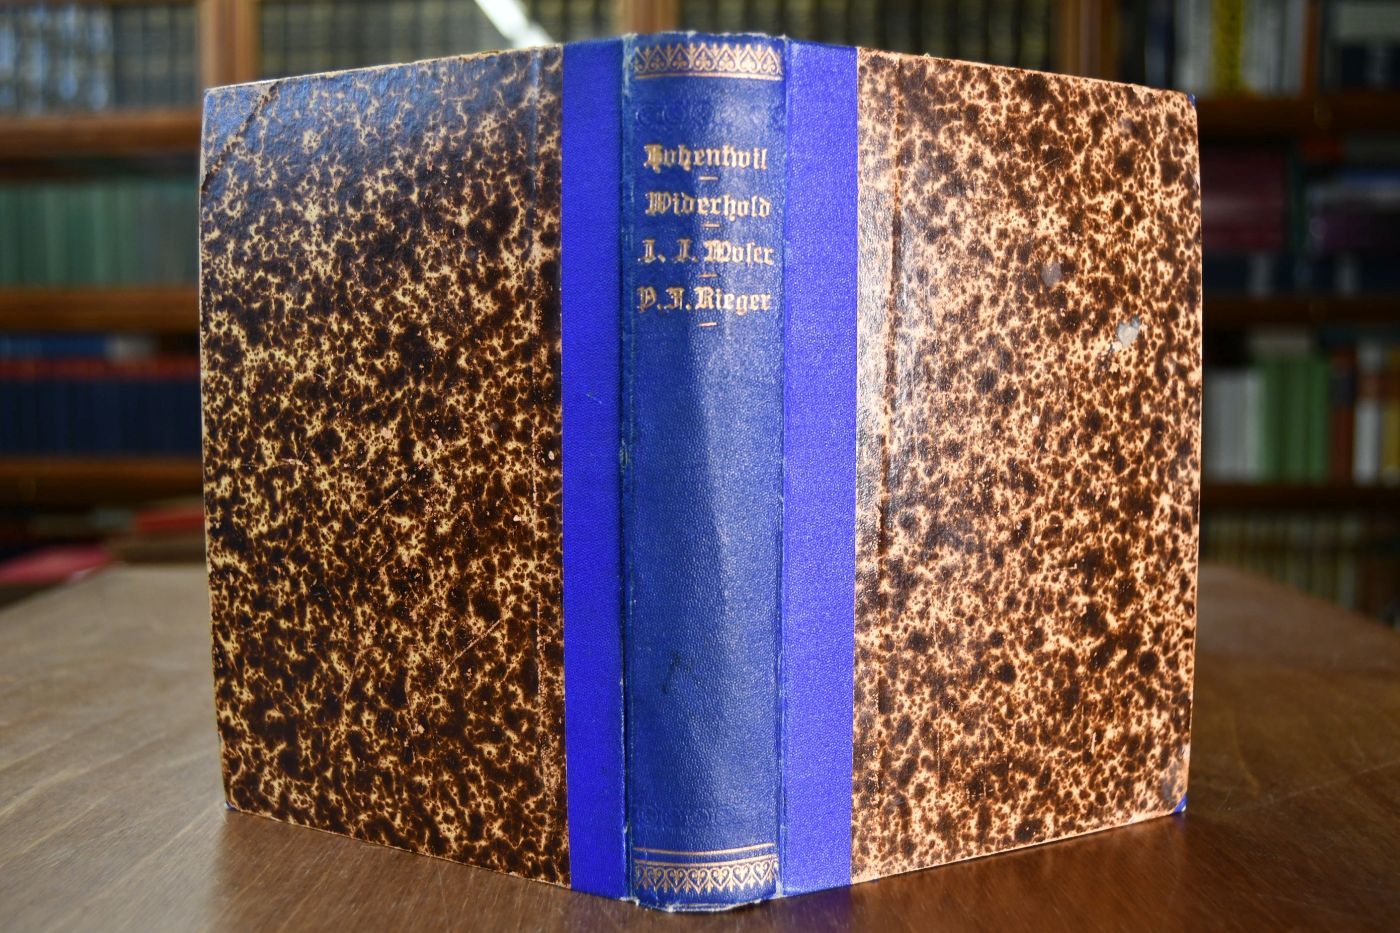 Hohentwil
Widerhold
J. J. Moser
P. F. Rieger